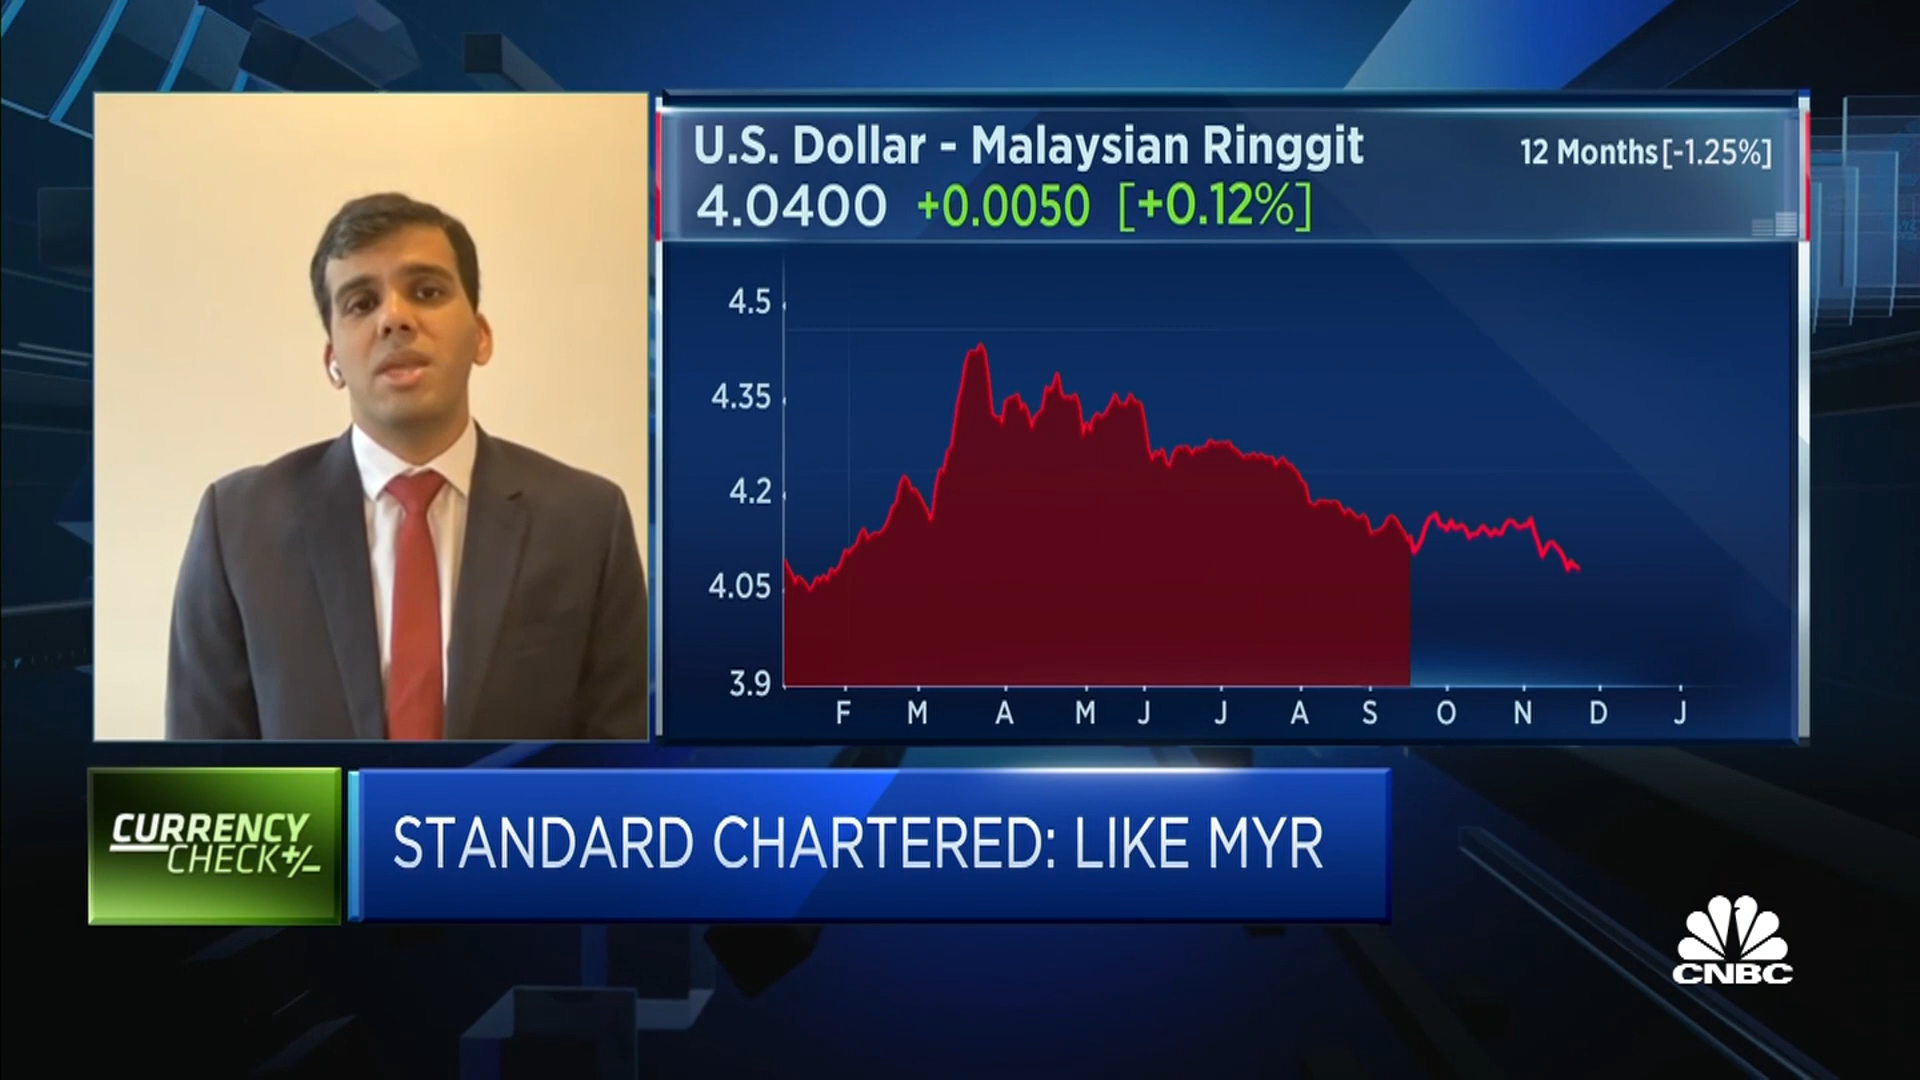 U.S. Dollar - Malaysian Ringgit
12 Months[-1.25%]
4.0400 +0.0050 [+0.12%]
4.5
4.35
4.2
4.05
3.9
F M A M J J A S O N D J
CURRENCY
CHECK+/-
STANDARD CHARTERED: LIKE MYR
CNBC